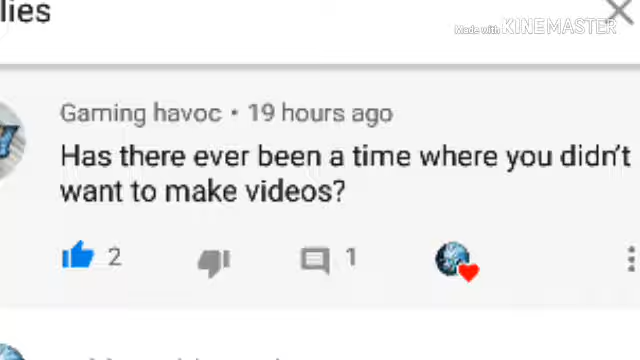 lies
Made with KINEMASTER
Gaming havoc • 19 hours ago
Has there ever been a time where you didn't
want to make videos?
2
1